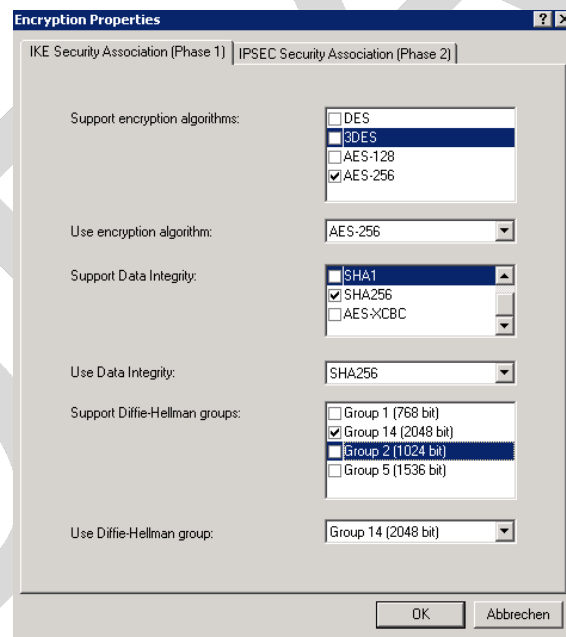 Encryption Properties
IKE Security Association (Phase 1)
IPSEC Security Association (Phase 2)
Support encryption algorithms:
DES
3DES
AES-128
AES-256
Use encryption algorithm:
AES-256
Support Data Integrity:
SHA1
SHA256
AES-XCBC
Use Data Integrity:
SHA256
Support Diffie-Hellman groups:
Group 1 (768 bit)
Group 14 (2048 bit)
Group 2 (1024 bit)
Group 5 (1536 bit)
Use Diffie-Hellman group:
Group 14 (2048 bit)
OK
Abbrechen